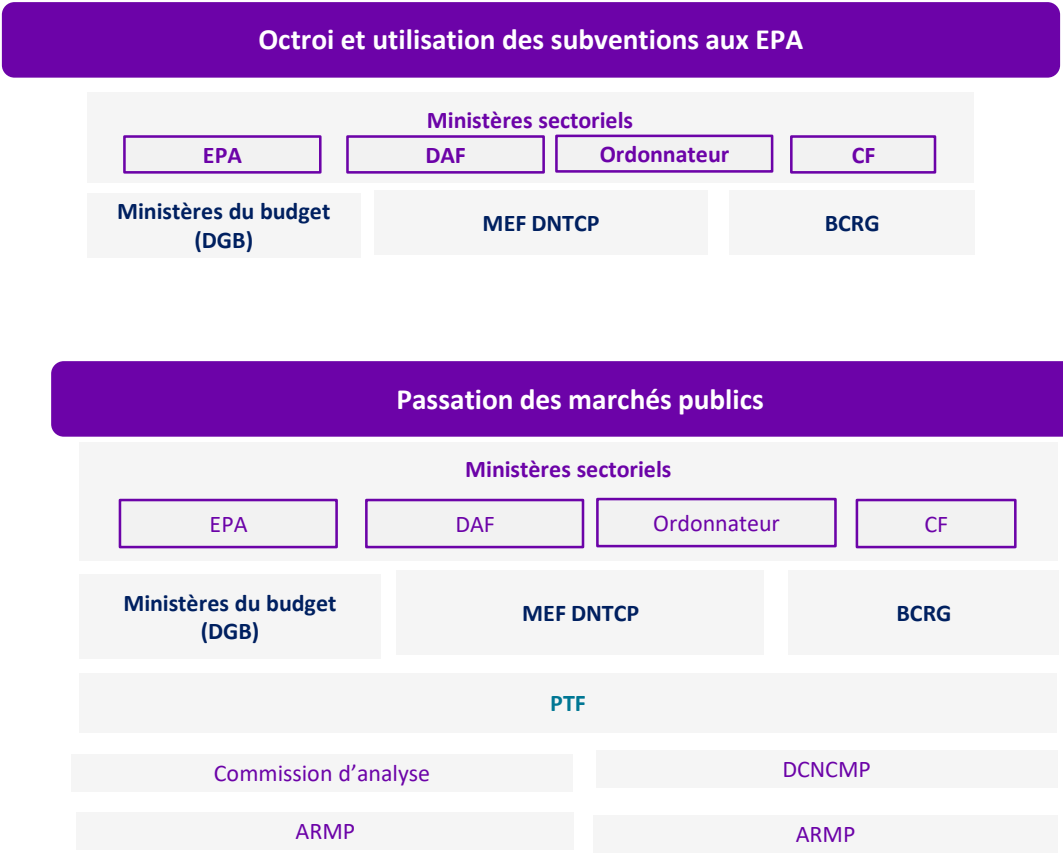 Octroi et utilisation des subventions aux EPA
Ministères sectoriels
EPA
DAF
Ordonnateur
CF
Ministères du budget
(DGB)
MEF DNTCP
BCRG
Passation des marchés publics
Ministères sectoriels
EPA
DAF
Ordonnateur
CF
Ministères du budget
(DGB)
MEF DNTCP
BCRG
PTF
Commission d’analyse
DCNCMP
ARMP
ARMP